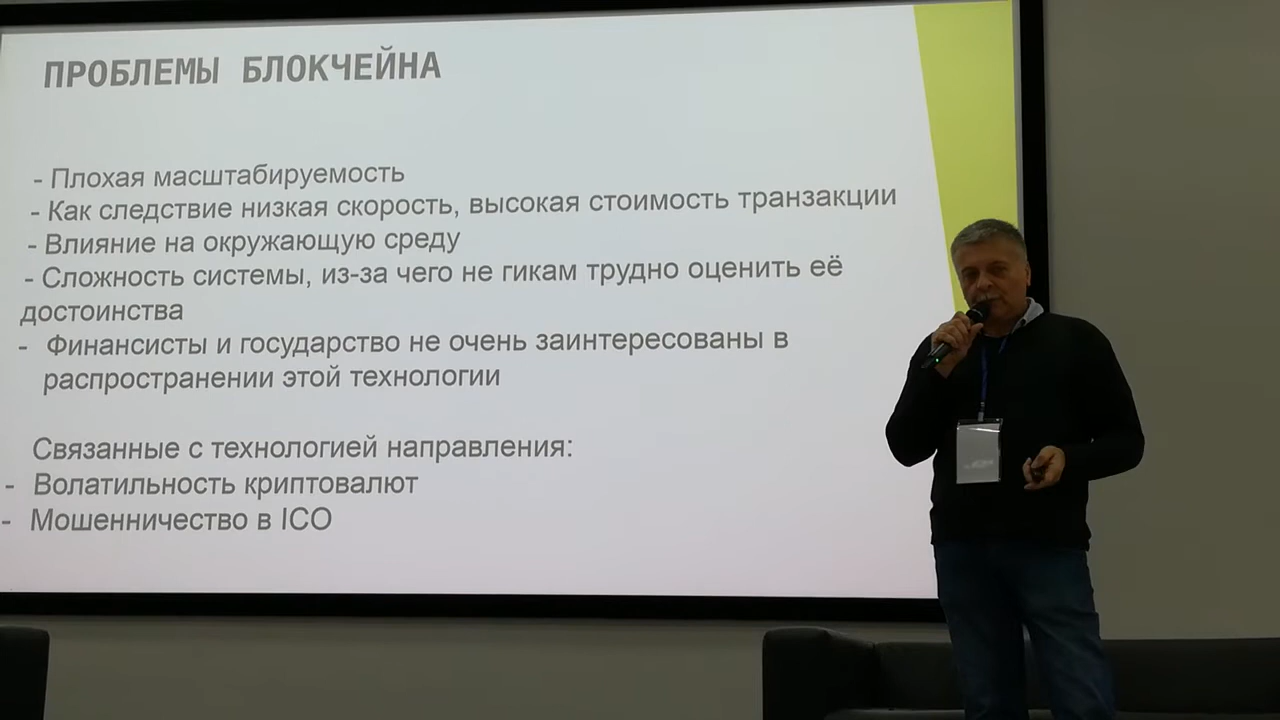 ПРОБЛЕМЫ БЛОКЧЕЙНА
- Плохая масштабируемость
- Как следствие низкая скорость, высокая стоимость транзакции
- Влияние на окружающую среду
- Сложность системы, из-за чего не гикам трудно оценить её
достоинства
- Финансисты и государство не очень заинтересованы в
распространении этой технологии
Связанные с технологией направления:
- Волатильность криптовалют
- Мошенничество в ICO